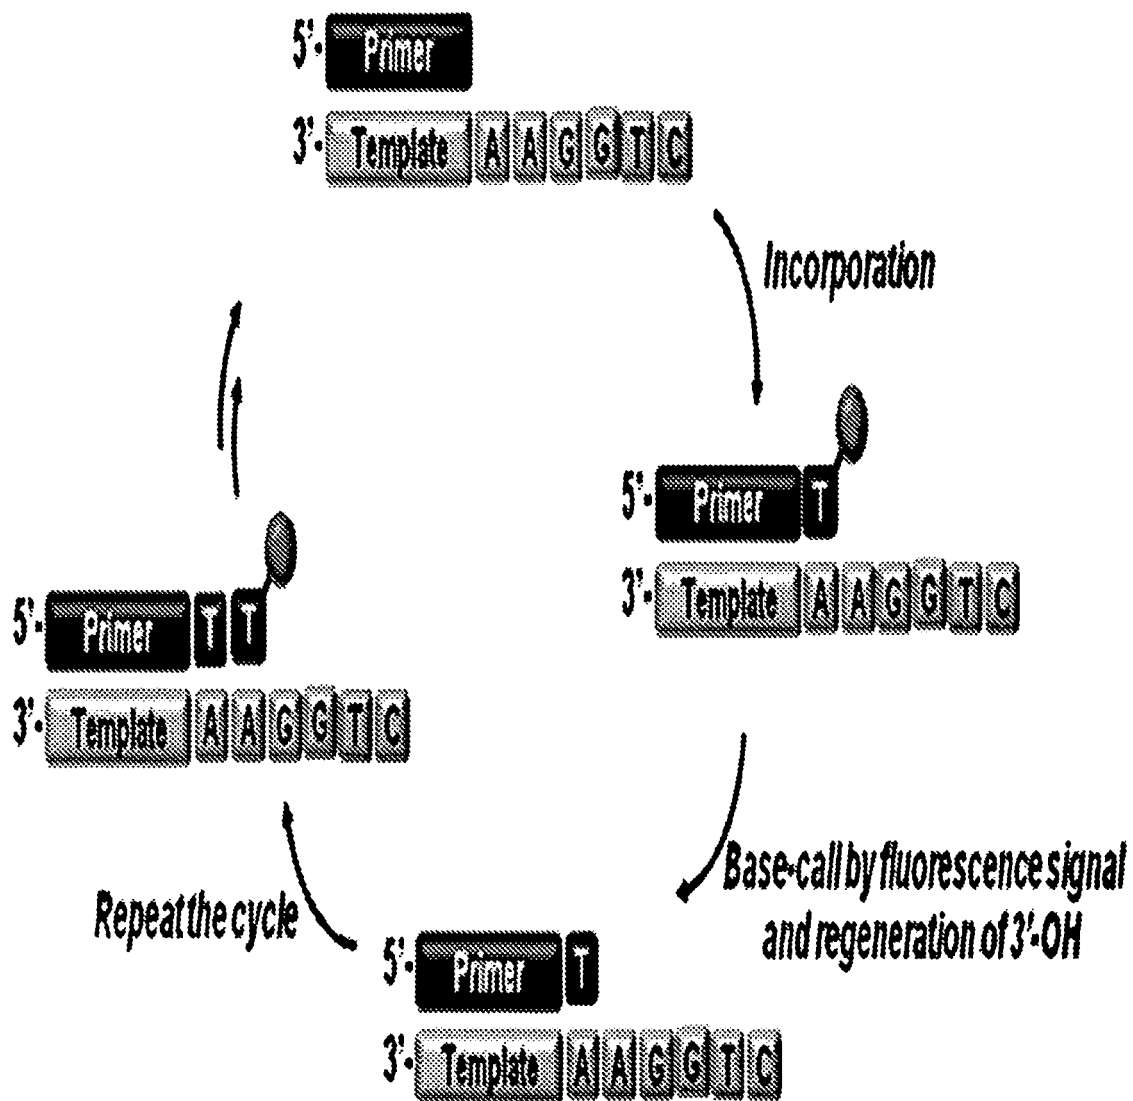 5'- Primer
3'- Template A A G G T C
Incorporation
5'- Primer T
3'- Template A A G G T C
5'- Primer T T
3'- Template A A G G T C
Base-call by fluorescence signal
and regeneration of 3'-OH
Repeat the cycle
5'- Primer T
3'- Template A A G G T C